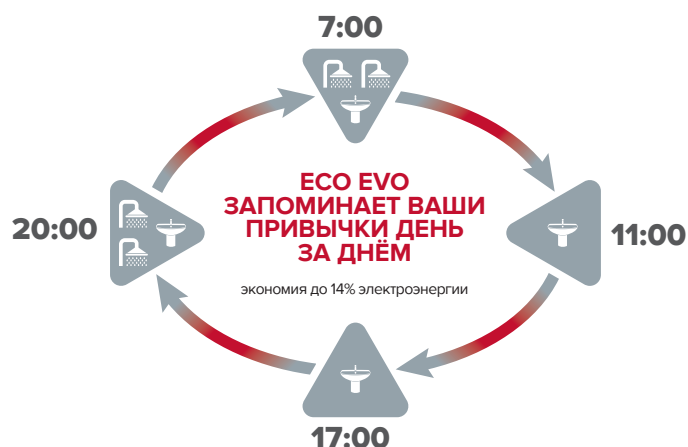 7:00
ECO EVO
ЗАПОМИНАЕТ ВАШИ
ПРИВЫЧКИ ДЕНЬ
ЗА ДНЁМ
20:00
11:00
экономия до 14% электроэнергии
17:00